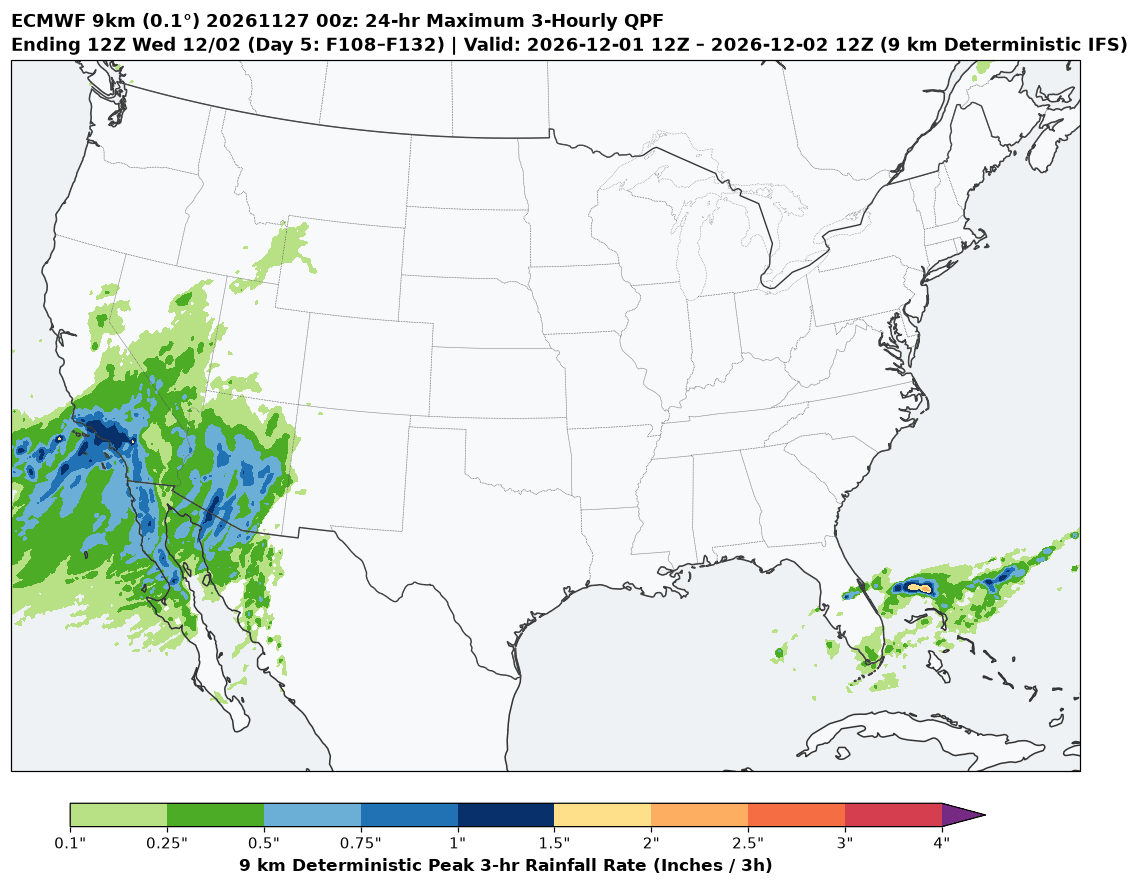 ECMWF 9km (0.1°) 20261127 00z: 24-hr Maximum 3-Hourly QPF
Ending 12Z Wed 12/02 (Day 5: F108–F132) | Valid: 2026-12-01 12Z – 2026-12-02 12Z (9 km Deterministic IFS)
0.1" 0.25" 0.5" 0.75" 1" 1.5" 2" 2.5" 3" 4"
9 km Deterministic Peak 3-hr Rainfall Rate (Inches / 3h)